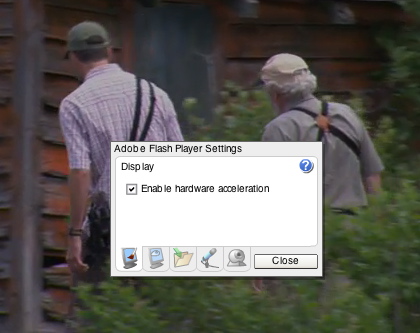 Adobe Flash Player Settings
Display
?
Enable hardware acceleration
Close